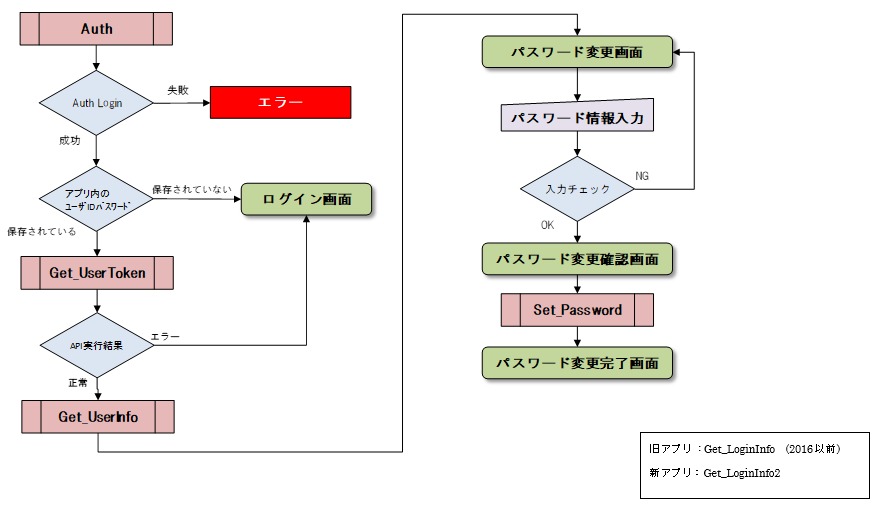 Auth
Auth Login
失敗
エラー
成功
アプリ内の
ユーザIDパスワード
保存されていない
ログイン画面
保存されている
Get_UserToken
API実行結果
エラー
正常
Get_UserInfo
パスワード変更画面
パスワード情報入力
入力チェック
NG
OK
パスワード変更確認画面
Set_Password
パスワード変更完了画面
旧アプリ：Get_LoginInfo　(2016以前)
新アプリ：Get_LoginInfo2